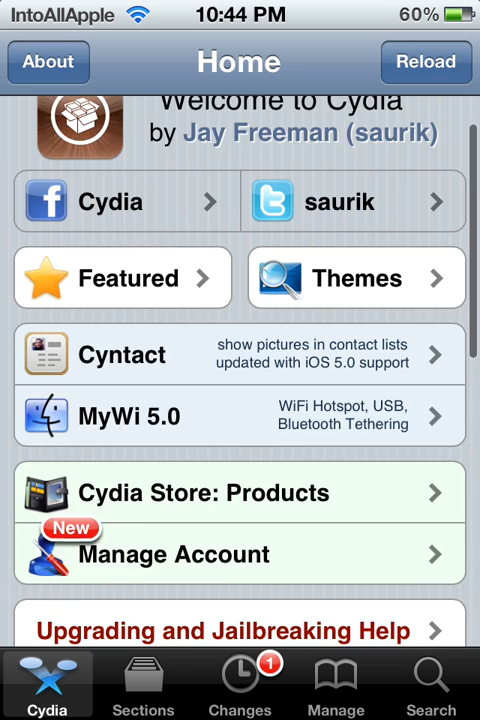 IntoAllApple 10:44 PM 60%
About Home Reload
Welcome to Cydia
by Jay Freeman (saurik)
Cydia saurik
Featured Themes
Cyntact show pictures in contact lists
updated with iOS 5.0 support
MyWi 5.0 WiFi Hotspot, USB,
Bluetooth Tethering
Cydia Store: Products
New
Manage Account
Upgrading and Jailbreaking Help
1
Cydia Sections Changes Manage Search